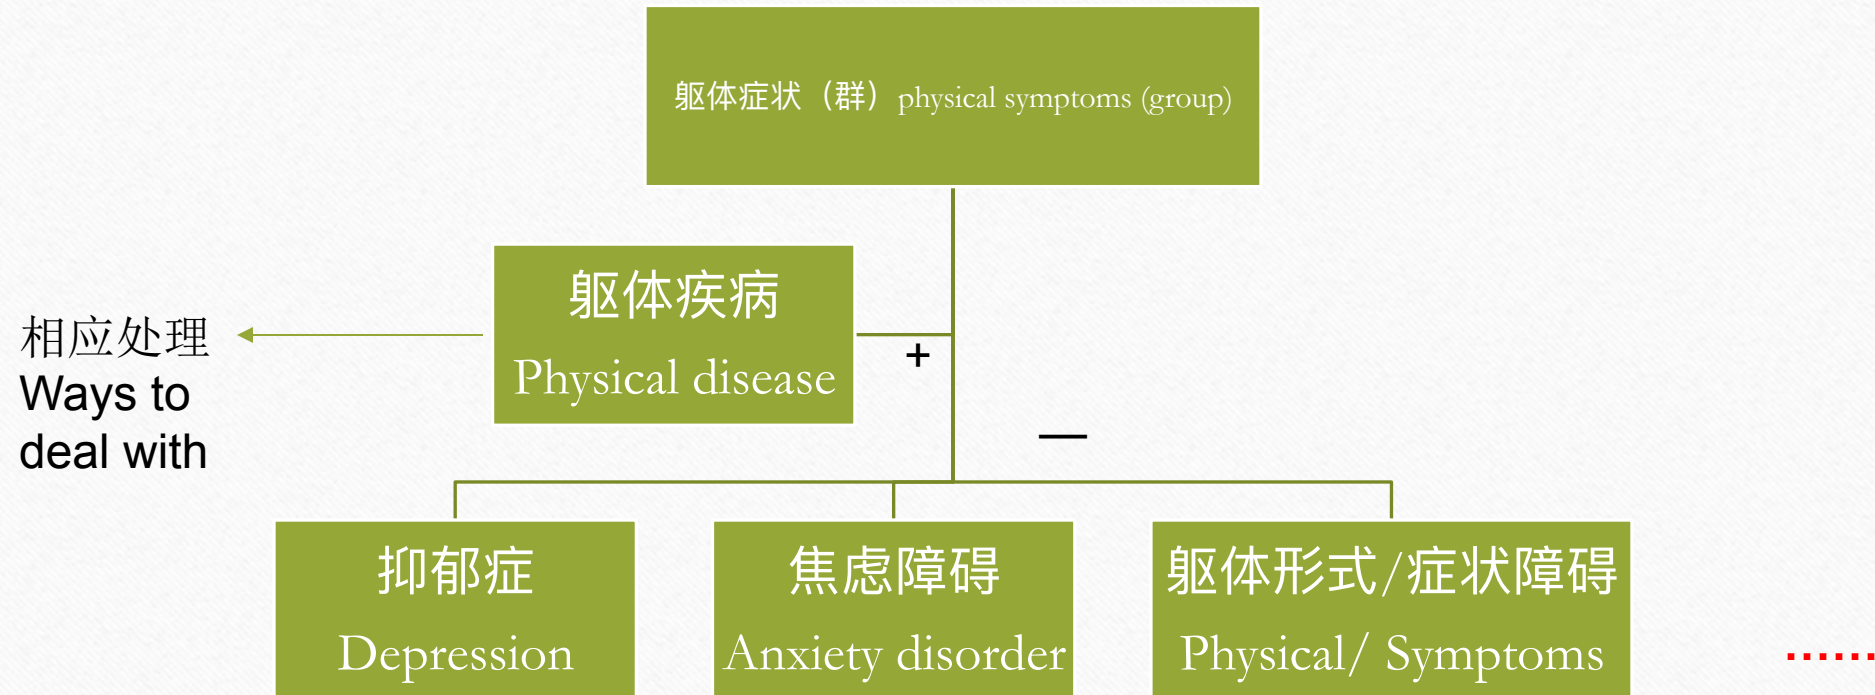 躯体症状（群）physical symptoms (group)
躯体疾病
Physical disease
+
相应处理
Ways to
deal with
—
抑郁症
Depression
焦虑障碍
Anxiety disorder
躯体形式/症状障碍
Physical/ Symptoms
......